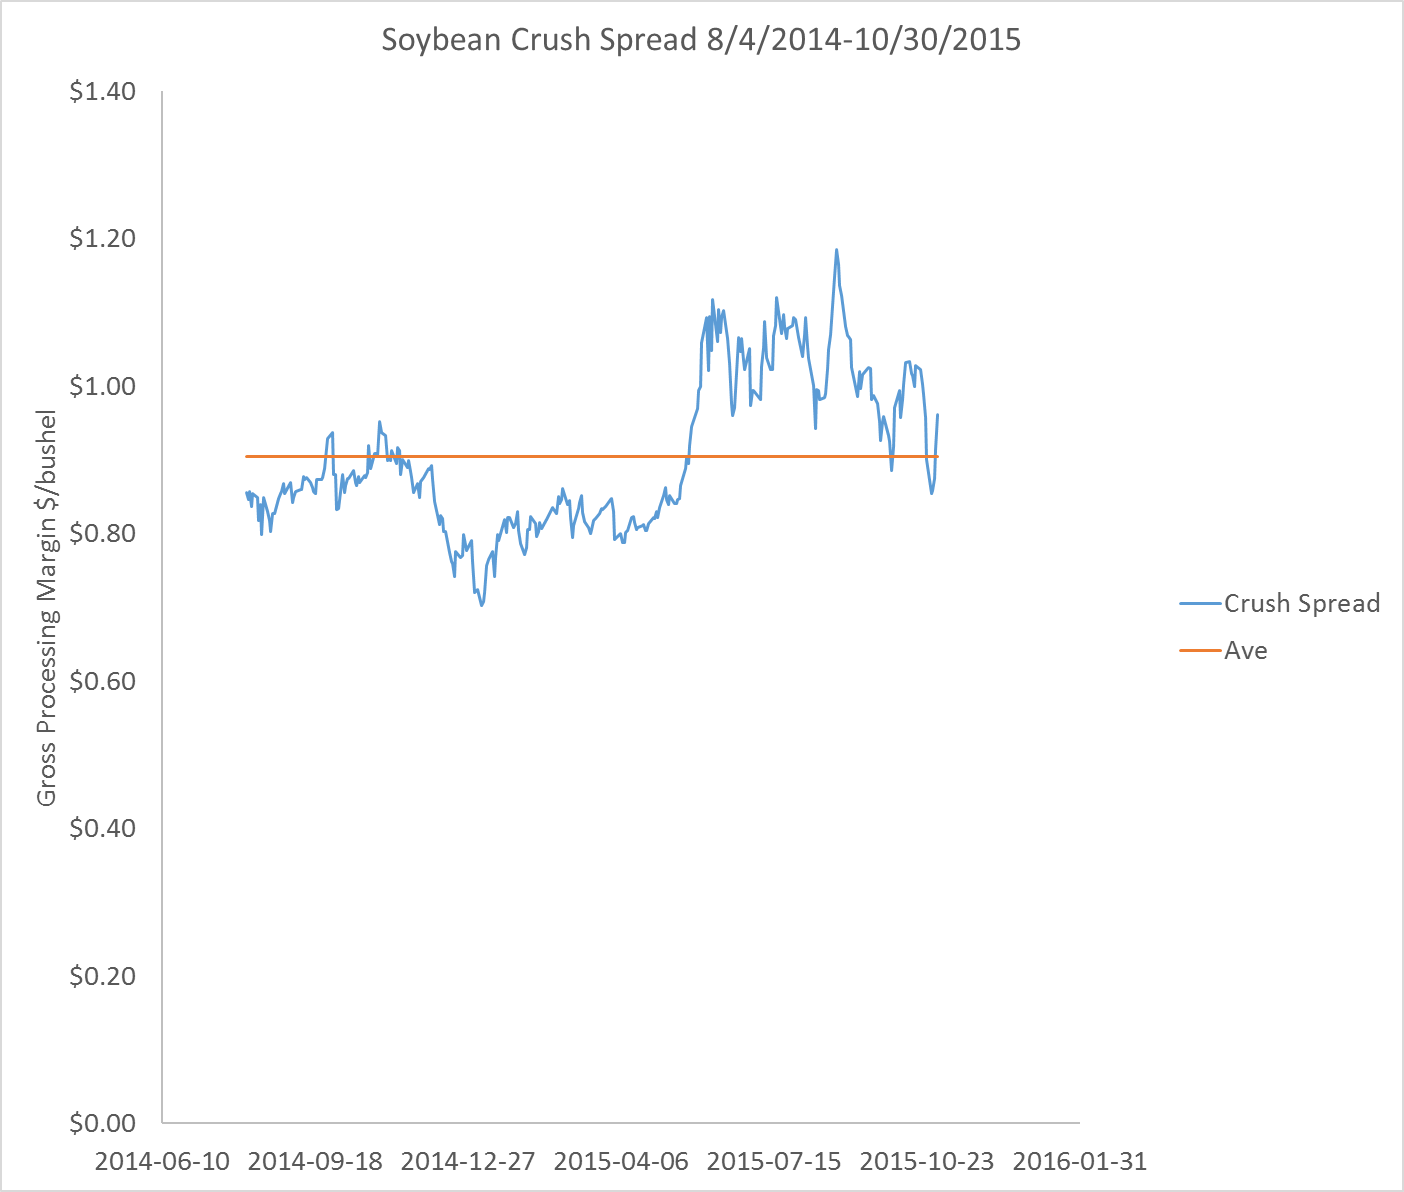 Soybean Crush Spread 8/4/2014-10/30/2015
$1.40
$1.20
$1.00
$0.80
$0.60
$0.40
$0.20
$0.00
Gross Processing Margin $/bushel
2014-06-10 2014-09-18 2014-12-27 2015-04-06 2015-07-15 2015-10-23 2016-01-31
Crush Spread
Ave